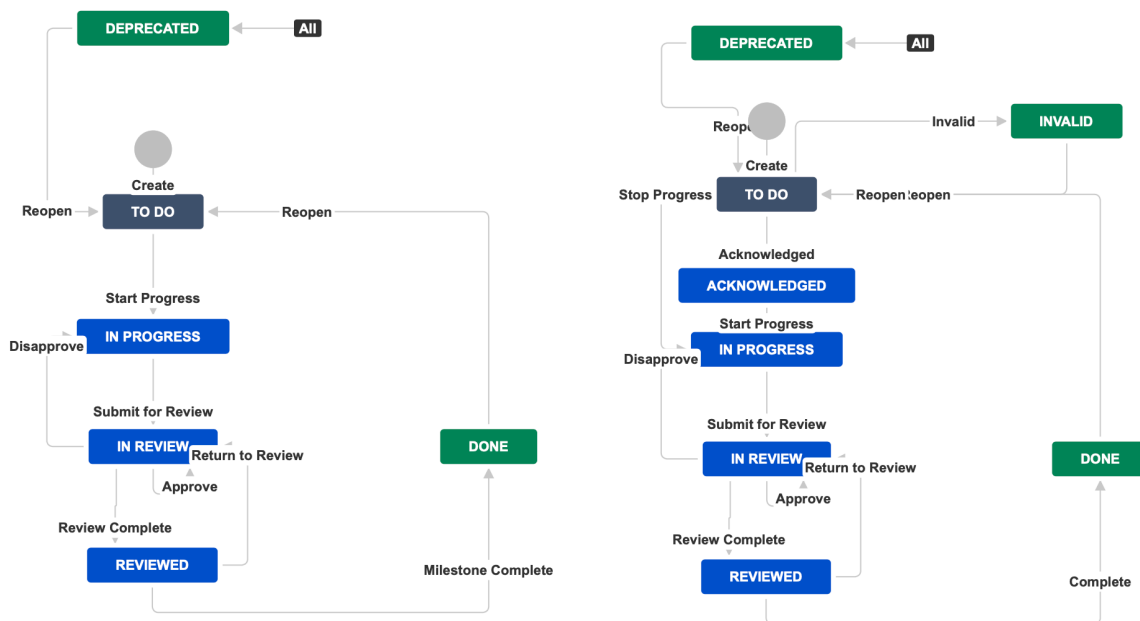 DEPRECATED
All
Create
Reopen
TO DO
Reopen
Start Progress
IN PROGRESS
Disapprove
Submit for Review
IN REVIEW
Return to Review
Approve
DONE
Review Complete
REVIEWED
Milestone Complete
DEPRECATED
All
Invalid
INVALID
Create
Stop Progress
TO DO
Reopen
Acknowledged
ACKNOWLEDGED
Start Progress
IN PROGRESS
Disapprove
Submit for Review
IN REVIEW
Return to Review
Approve
DONE
Review Complete
REVIEWED
Complete